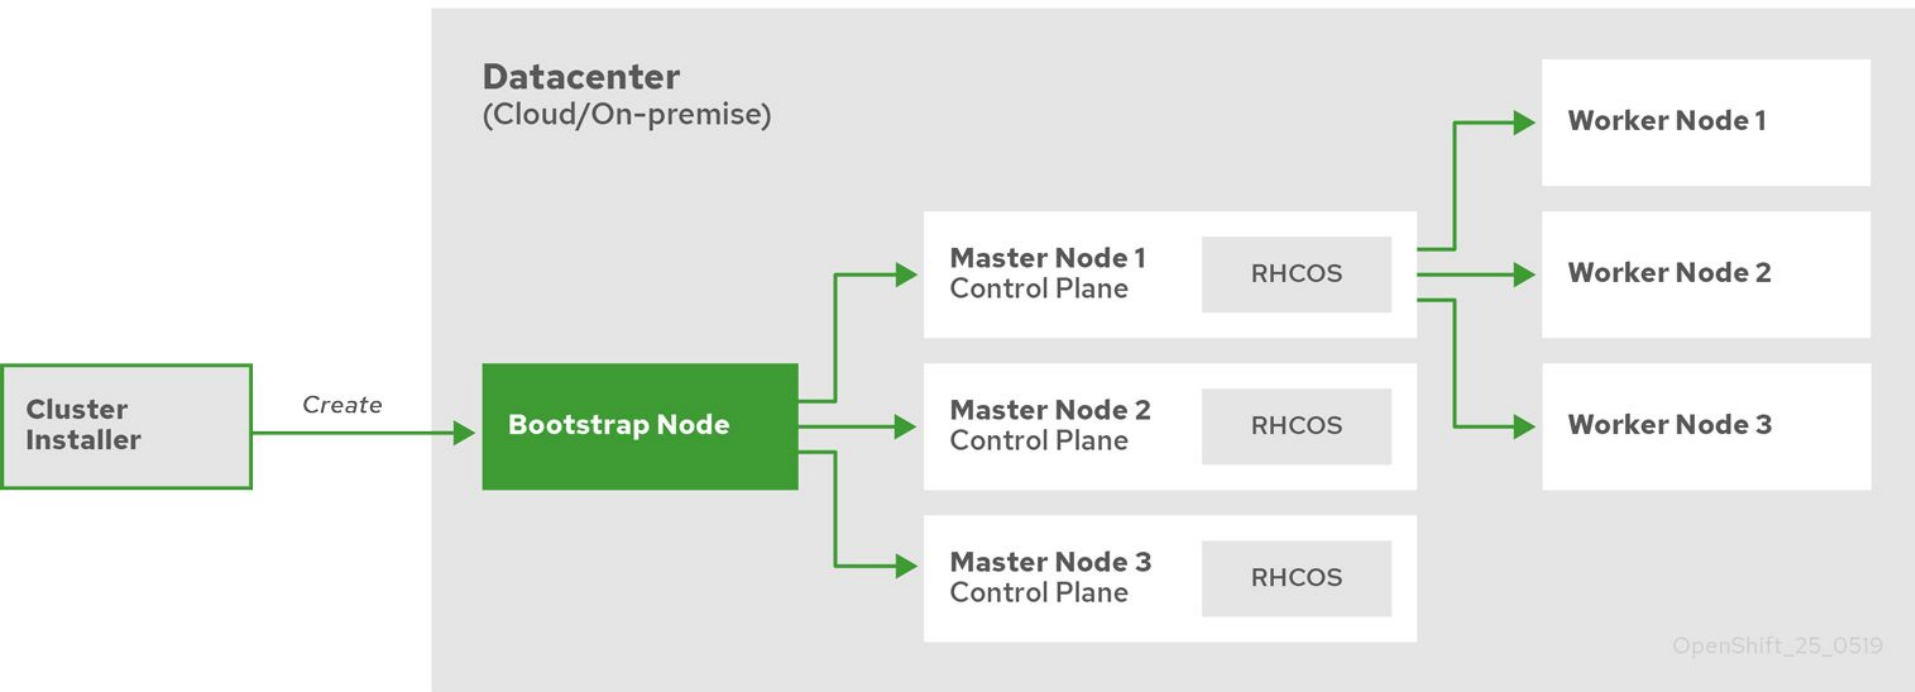 Datacenter
(Cloud/On-premise)
Cluster
Installer
Create
Bootstrap Node
Master Node 1
Control Plane
RHCOS
Master Node 2
Control Plane
RHCOS
Master Node 3
Control Plane
RHCOS
Worker Node 1
Worker Node 2
Worker Node 3
OpenShift_25_0519